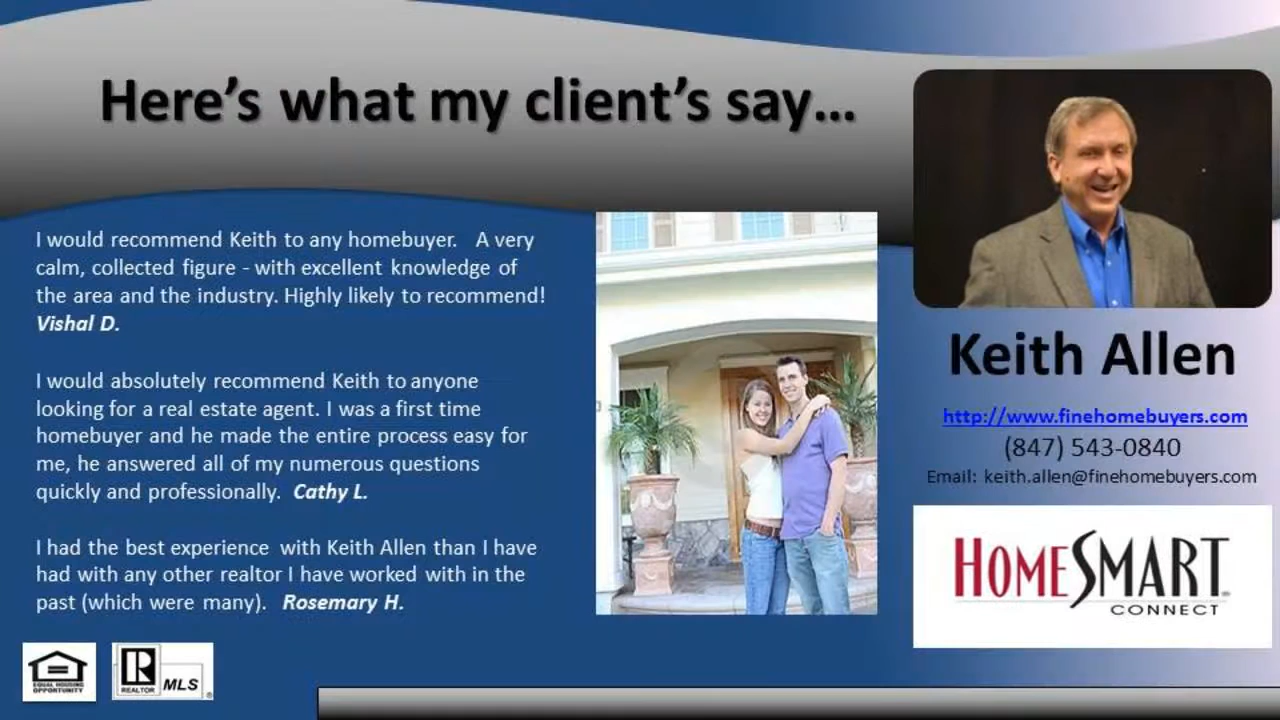 Here’s what my client’s say…
I would recommend Keith to any homebuyer. A very
calm, collected figure - with excellent knowledge of
the area and the industry. Highly likely to recommend!
Vishal D.
I would absolutely recommend Keith to anyone
looking for a real estate agent. I was a first time
homebuyer and he made the entire process easy for
me, he answered all of my numerous questions
quickly and professionally. Cathy L.
I had the best experience with Keith Allen than I have
had with any other realtor I have worked with in the
past (which were many). Rosemary H.
EQUAL HOUSING
OPPORTUNITY
R
REALTOR
MLS
®
Keith Allen
http://www.finehomebuyers.com
(847) 543-0840
Email: keith.allen@finehomebuyers.com
HOMESMART®
CONNECT